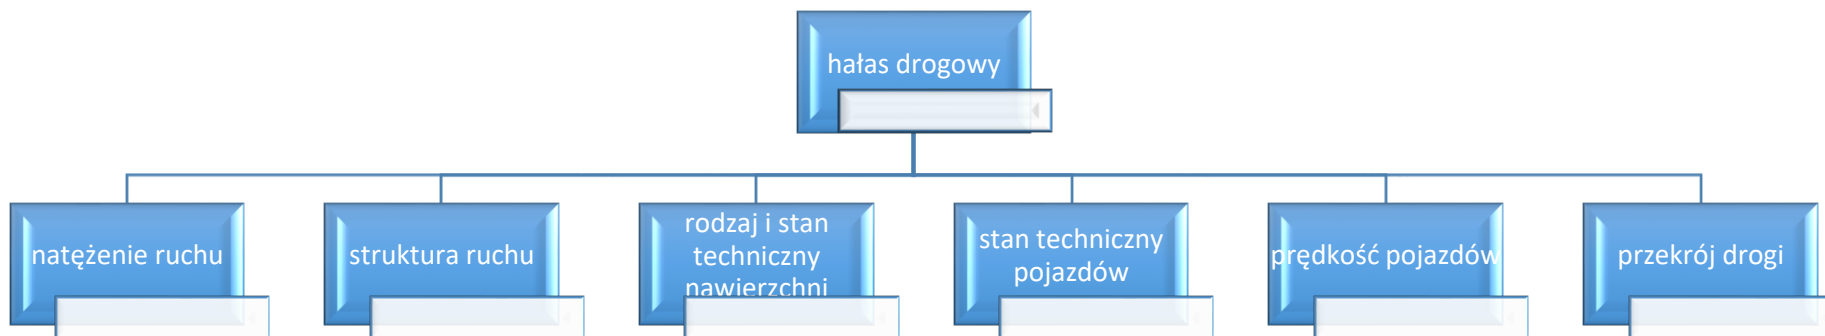 hałas drogowy
natężenie ruchu
struktura ruchu
rodzaj i stan
techniczny
nawierzchni
stan techniczny
pojazdów
prędkość pojazdów
przekrój drogi